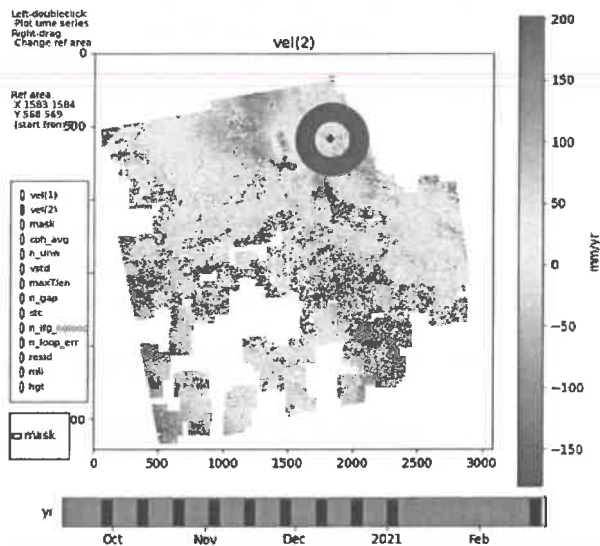 Left-doubleclick
Plot time series
Right-drag
Change ref area
vel(2)
Ref area
X 1583 1584
Y 568 569
(start from
0
500
vel(1)
vel(2)
mask
coh_avg
n_unw
vstd
maxTlen
n_gap
stc
n_ifg_noloop
n_loop_err
resid
mli
hgt
mask
0
500
1000
1500
2000
2500
3000
200
150
100
50
0
−50
−100
−150
mm/yr
yr
Oct
Nov
Dec
2021
Feb